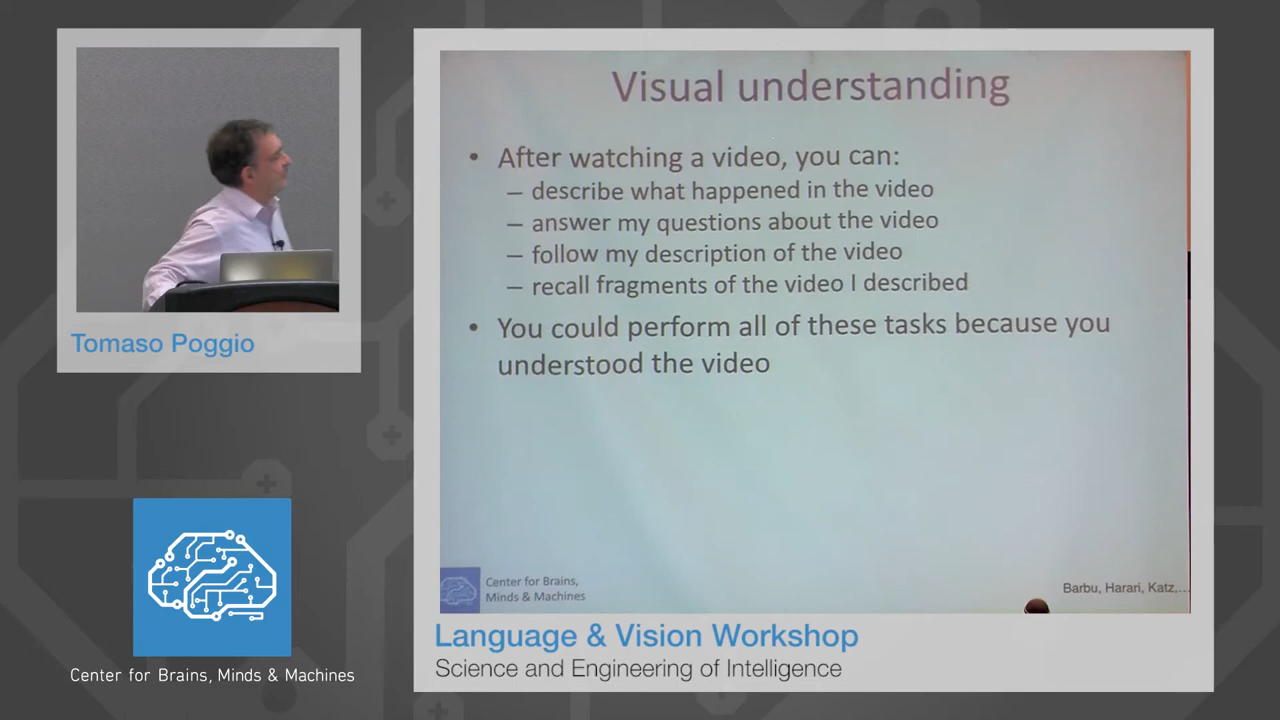 Visual understanding
• After watching a video, you can:
– describe what happened in the video
– answer my questions about the video
– follow my description of the video
– recall fragments of the video I described
• You could perform all of these tasks because you
understood the video
Center for Brains,
Minds & Machines
Barbu, Harari, Katz,...
Tomaso Poggio
Center for Brains, Minds & Machines
Language & Vision Workshop
Science and Engineering of Intelligence